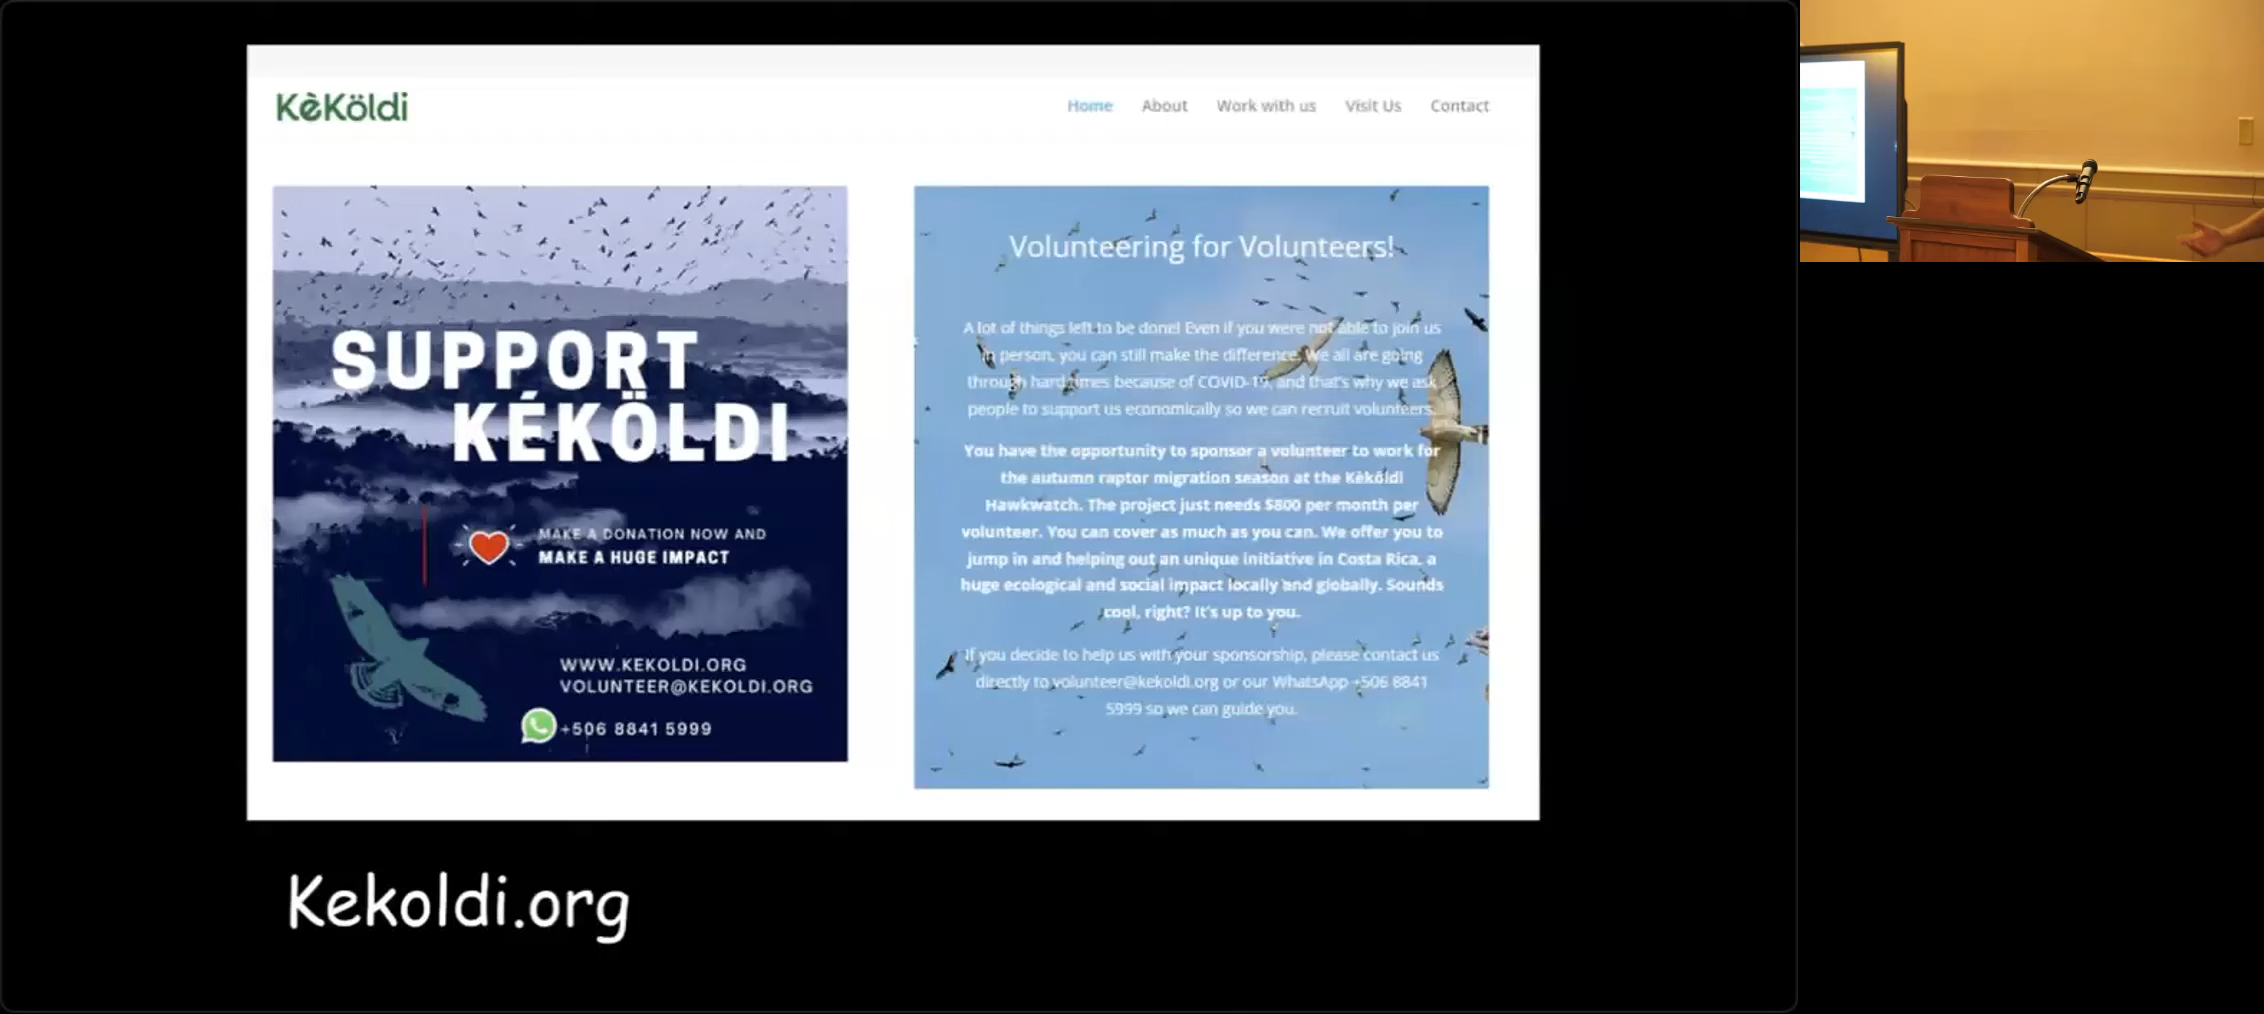 KèKöldi
Home About Work with us Visit Us Contact
SUPPORT
KÉKÖLDI
MAKE A DONATION NOW AND
MAKE A HUGE IMPACT
WWW.KEKOLDI.ORG
VOLUNTEER@KEKOLDI.ORG
+506 8841 5999
Volunteering for Volunteers!
A lot of things left to be done! Even if you were not able to join us
in person, you can still make the difference. We all are going
through hard times because of COVID-19, and that's why we ask
people to support us economically so we can recruit volunteers.
You have the opportunity to sponsor a volunteer to work for
the autumn raptor migration season at the Kèköldi
Hawkwatch. The project just needs $800 per month per
volunteer. You can cover as much as you can. We offer you to
jump in and helping out an unique initiative in Costa Rica, a
huge ecological and social impact locally and globally. Sounds
cool, right? It's up to you.
If you decide to help us with your sponsorship, please contact us
directly to volunteer@kekoldi.org or our WhatsApp +506 8841
5999 so we can guide you.
Kekoldi.org